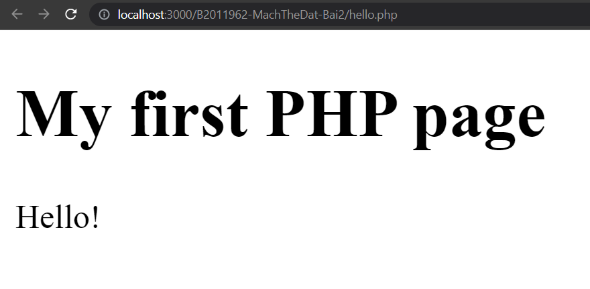 localhost:3000/B2011962-MachTheDat-Bai2/hello.php
My first PHP page
Hello!